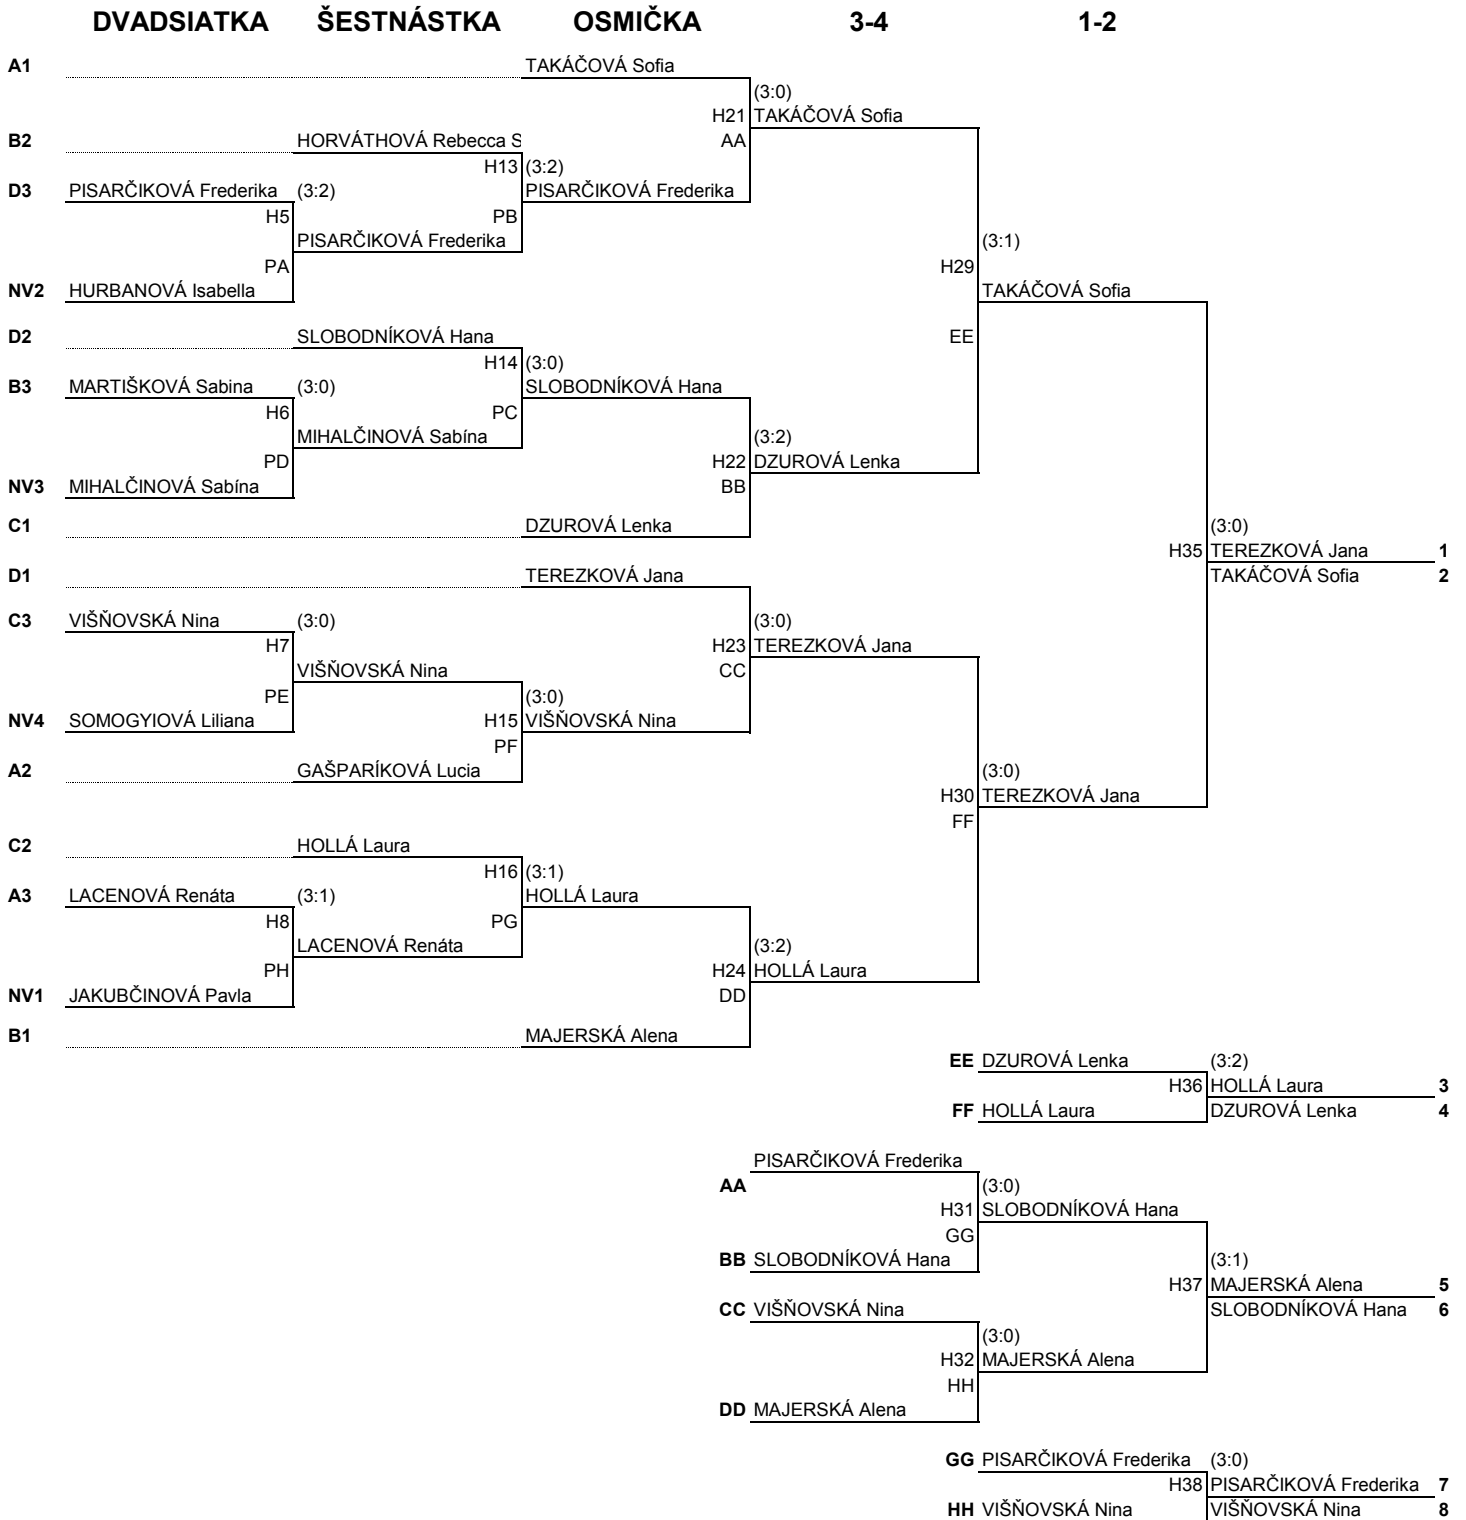 DVADSIATKA ŠESTNÁSTKA OSMIČKA 3-4 1-2
A1 TAKÁČOVÁ Sofia
(3:0)
H21 TAKÁČOVÁ Sofia
B2 HORVÁTHOVÁ Rebecca S AA
H13 (3:2)
D3 PISARČIKOVÁ Frederika (3:2) PISARČIKOVÁ Frederika
H5 PB
PISARČIKOVÁ Frederika (3:1)
PA H29
NV2 HURBANOVÁ Isabella TAKÁČOVÁ Sofia
D2 SLOBODNÍKOVÁ Hana EE
H14 (3:0)
B3 MARTIŠKOVÁ Sabina (3:0) SLOBODNÍKOVÁ Hana
H6 PC
MIHALČINOVÁ Sabína (3:2)
PD H22 DZUROVÁ Lenka
NV3 MIHALČINOVÁ Sabína BB
C1 DZUROVÁ Lenka (3:0)
H35 TEREZKOVÁ Jana 1
D1 TEREZKOVÁ Jana TAKÁČOVÁ Sofia 2
C3 VIŠŇOVSKÁ Nina (3:0) (3:0)
H7 H23 TEREZKOVÁ Jana
VIŠŇOVSKÁ Nina CC
PE (3:0)
NV4 SOMOGYIOVÁ Liliana H15 VIŠŇOVSKÁ Nina
PF
A2 GAŠPARÍKOVÁ Lucia (3:0)
H30 TEREZKOVÁ Jana
FF
C2 HOLLÁ Laura
H16 (3:1)
A3 LACENOVÁ Renáta (3:1) HOLLÁ Laura
H8 PG
LACENOVÁ Renáta (3:2)
PH H24 HOLLÁ Laura
NV1 JAKUBČINOVÁ Pavla DD
B1 MAJERSKÁ Alena
EE DZUROVÁ Lenka (3:2)
H36 HOLLÁ Laura 3
FF HOLLÁ Laura DZUROVÁ Lenka 4
PISARČIKOVÁ Frederika
AA (3:0)
H31 SLOBODNÍKOVÁ Hana
GG
BB SLOBODNÍKOVÁ Hana (3:1)
H37 MAJERSKÁ Alena 5
CC VIŠŇOVSKÁ Nina SLOBODNÍKOVÁ Hana 6
(3:0)
H32 MAJERSKÁ Alena
HH
DD MAJERSKÁ Alena
GG PISARČIKOVÁ Frederika (3:0)
H38 PISARČIKOVÁ Frederika 7
HH VIŠŇOVSKÁ Nina VIŠŇOVSKÁ Nina 8